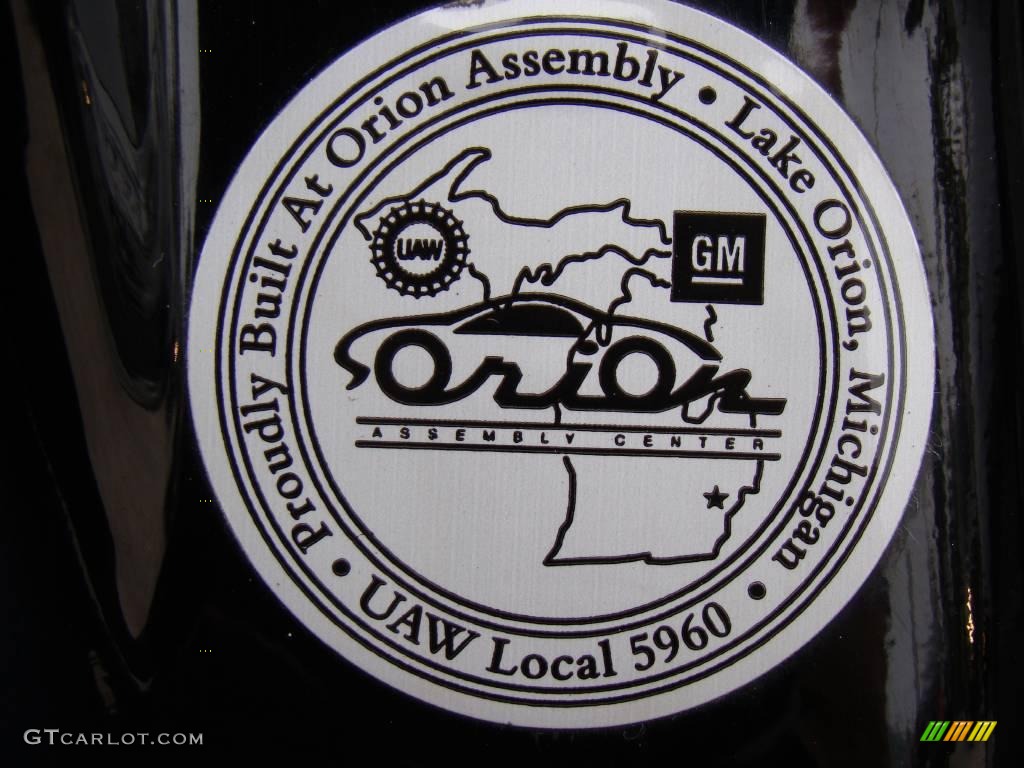 Proudly Built At Orion Assembly • Lake Orion, Michigan •
UAW Local 5960 •
UAW
GM
Orion
ASSEMBLY CENTER
GTCARLOT.COM